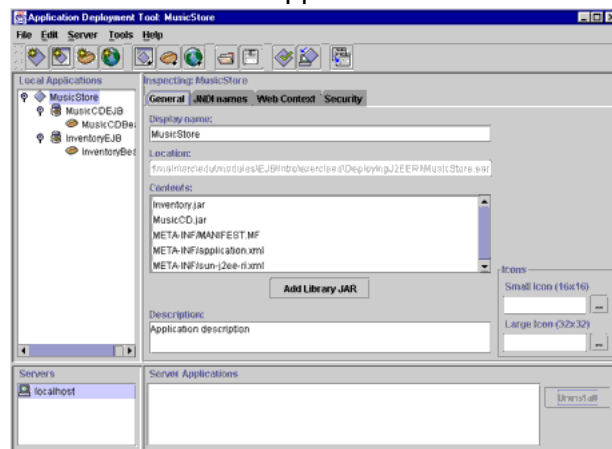 Application Deployment Tool: MusicStore
File Edit Server Tools Help
Local Applications
MusicStore
MusicCDEJB
MusicCDBea
InventoryEJB
InventoryBea
Inspecting: MusicStore
General JNDI names Web Context Security
Display name:
MusicStore
Location:
Contents:
Inventory.jar
MusicCD.jar
META-INF/MANIFEST.MF
META-INF/application.xml
META-INF/sun-j2ee-ri.xml
Add Library JAR
Description:
Application description
Icons
Small Icon (16x16)
...
Large Icon (32x32)
...
Servers
localhost
Server Applications
Uninstall